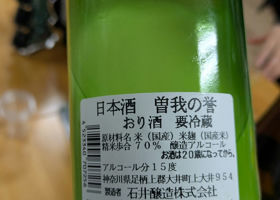 日本酒 曽我の誉
おり酒 要冷蔵
原材料名 米(国産)米麹(国産米)
精米歩合70% 醸造アルコール
お酒は20歳になってから。
アルコール分15度
神奈川県足柄上郡大井町上大井954
製造者 石井醸造株式会社